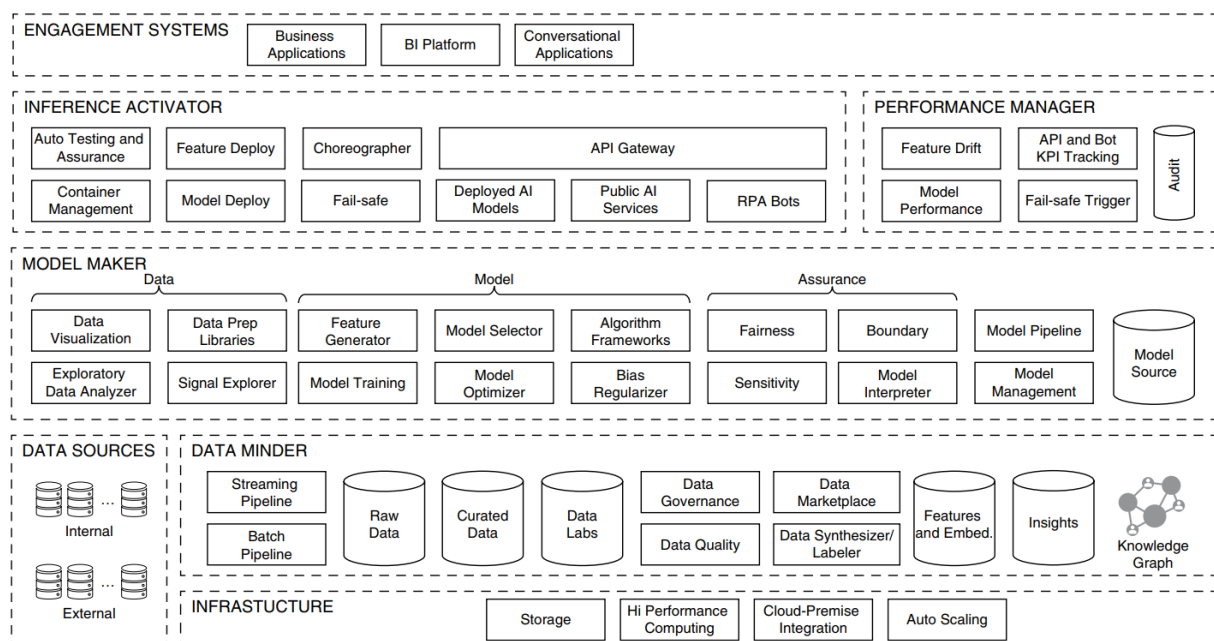 ENGAGEMENT SYSTEMS
Business
Applications
BI Platform
Conversational
Applications
INFERENCE ACTIVATOR
Auto Testing and
Assurance
Feature Deploy
Choreographer
API Gateway
Container
Management
Model Deploy
Fail-safe
Deployed AI
Models
Public AI
Services
RPA Bots
PERFORMANCE MANAGER
Feature Drift
API and Bot
KPI Tracking
Model
Performance
Fail-safe Trigger
Audit
MODEL MAKER
Data
Model
Assurance
Data
Visualization
Data Prep
Libraries
Feature
Generator
Model Selector
Algorithm
Frameworks
Fairness
Boundary
Model Pipeline
Exploratory
Data Analyzer
Signal Explorer
Model Training
Model
Optimizer
Bias
Regularizer
Sensitivity
Model
Interpreter
Model
Management
Model
Source
DATA SOURCES
...
Internal
...
External
DATA MINDER
Streaming
Pipeline
Batch
Pipeline
Raw
Data
Curated
Data
Data
Labs
Data
Governance
Data
Marketplace
Data Quality
Data Synthesizer/
Labeler
Features
and Embed.
Insights
Knowledge
Graph
INFRASTUCTURE
Storage
Hi Performance
Computing
Cloud-Premise
Integration
Auto Scaling